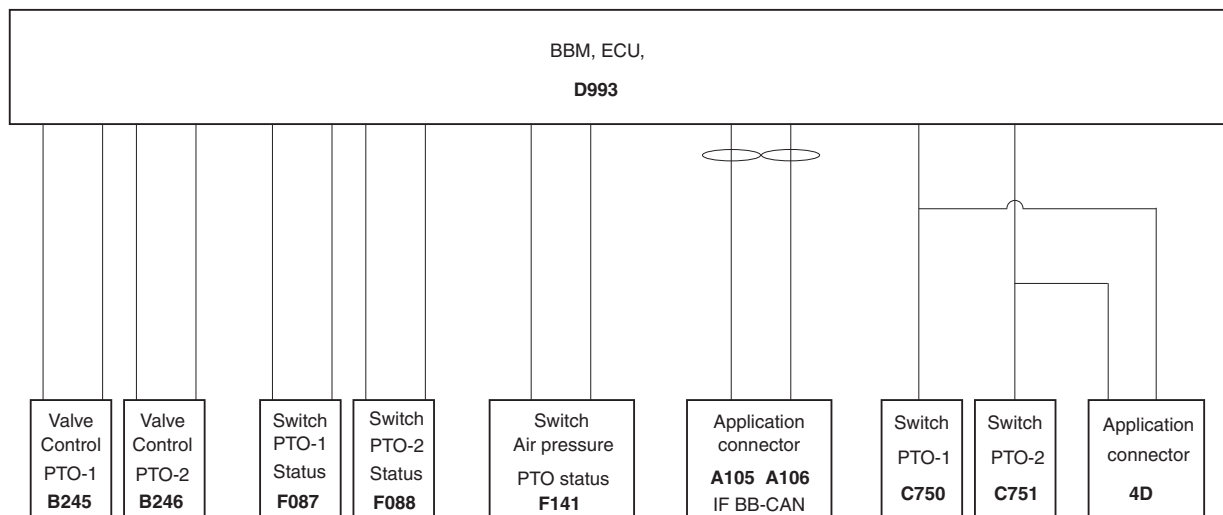 BBM, ECU,
D993
Valve
Control
PTO-1
B245
Valve
Control
PTO-2
B246
Switch
PTO-1
Status
F087
Switch
PTO-2
Status
F088
Switch
Air pressure
PTO status
F141
Application
connector
A105 A106
IF BB-CAN
Switch
PTO-1
C750
Switch
PTO-2
C751
Application
connector
4D